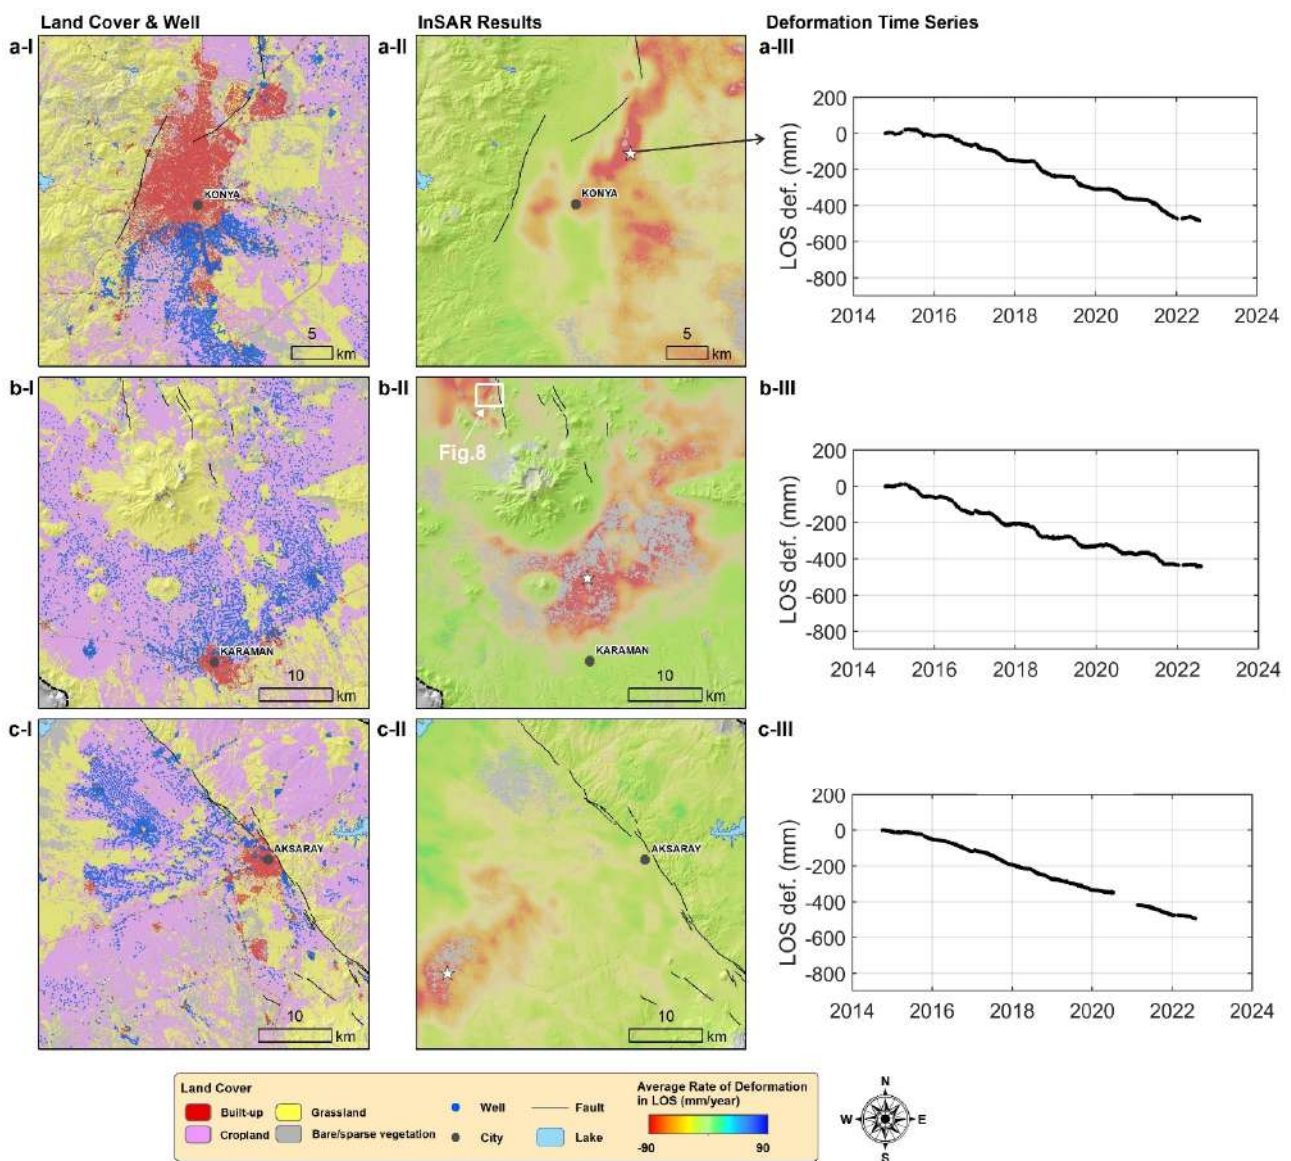 Land Cover & Well
InSAR Results
Deformation Time Series
a-I
a-II
a-III
KONYA
5
km
KONYA
5
km
200
0
-200
-400
-600
-800
LOS def. (mm)
2014 2016 2018 2020 2022 2024
b-I
b-II
b-III
KARAMAN
10
km
Fig.8
KARAMAN
10
km
200
0
-200
-400
-600
-800
LOS def. (mm)
2014 2016 2018 2020 2022 2024
c-I
c-II
c-III
AKSARAY
10
km
AKSARAY
10
km
200
0
-200
-400
-600
-800
LOS def. (mm)
2014 2016 2018 2020 2022 2024
Land Cover
Built-up
Grassland
Cropland
Bare/sparse vegetation
Well
City
Fault
Lake
Average Rate of Deformation
in LOS (mm/year)
-90 90
N
W E
S